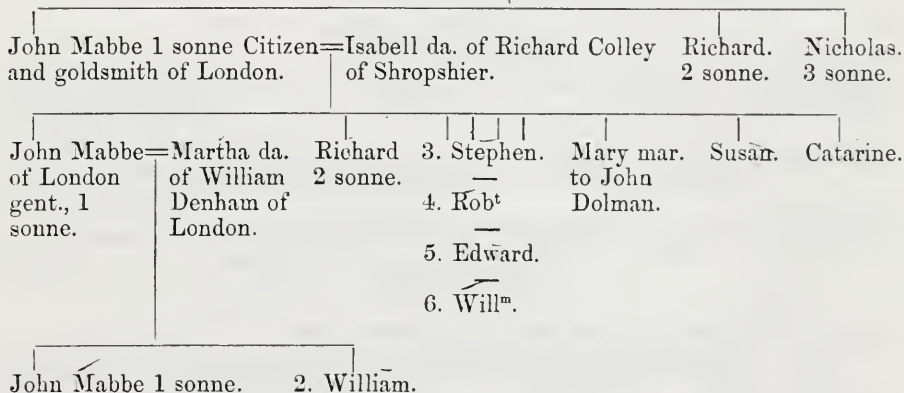 John Mabbe 1 sonne Citizen=Isabell da. of Richard Colley Richard. Nicholas.
and goldsmith of London. of Shropshier. 2 sonne. 3 sonne.
John Mabbe=Martha da. Richard 3. Stephen. Mary mar. Susan. Catarine.
of London of William 2 sonne. to John
gent., 1 Denham of 4. Robᵗ Dolman.
sonne. London.
5. Edward.
6. Willᵐ.
John Mabbe 1 sonne. 2. William.